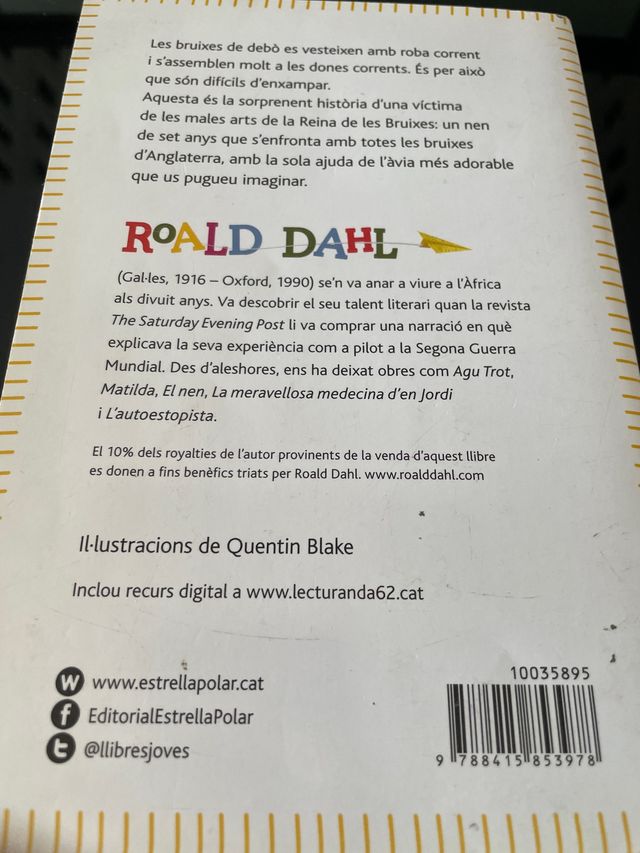 Les bruixes de debò es vesteixen amb roba corrent
i s'assemblen molt a les dones corrents. És per això
que són difícils d'enxampar.
Aquesta és la sorprenent història d'una víctima
de les males arts de la Reina de les Bruixes: un nen
de set anys que s'enfronta amb totes les bruixes
d'Anglaterra, amb la sola ajuda de l'àvia més adorable
que us pugueu imaginar.
ROALD DAHL
(Gal·les, 1916 – Oxford, 1990) se'n va anar a viure a l'Àfrica
als divuit anys. Va descobrir el seu talent literari quan la revista
The Saturday Evening Post li va comprar una narració en què
explicava la seva experiència com a pilot a la Segona Guerra
Mundial. Des d'aleshores, ens ha deixat obres com Agu Trot,
Matilda, El nen, La meravellosa medecina d'en Jordi
i L'autoestopista.
El 10% dels royalties de l'autor provinents de la venda d'aquest llibre
es donen a fins benèfics triats per Roald Dahl. www.roalddahl.com
Il·lustracions de Quentin Blake
Inclou recurs digital a www.lecturanda62.cat
W www.estrellapolar.cat
f EditorialEstrellaPolar
t @llibresjoves
10035895
9 788415 853978